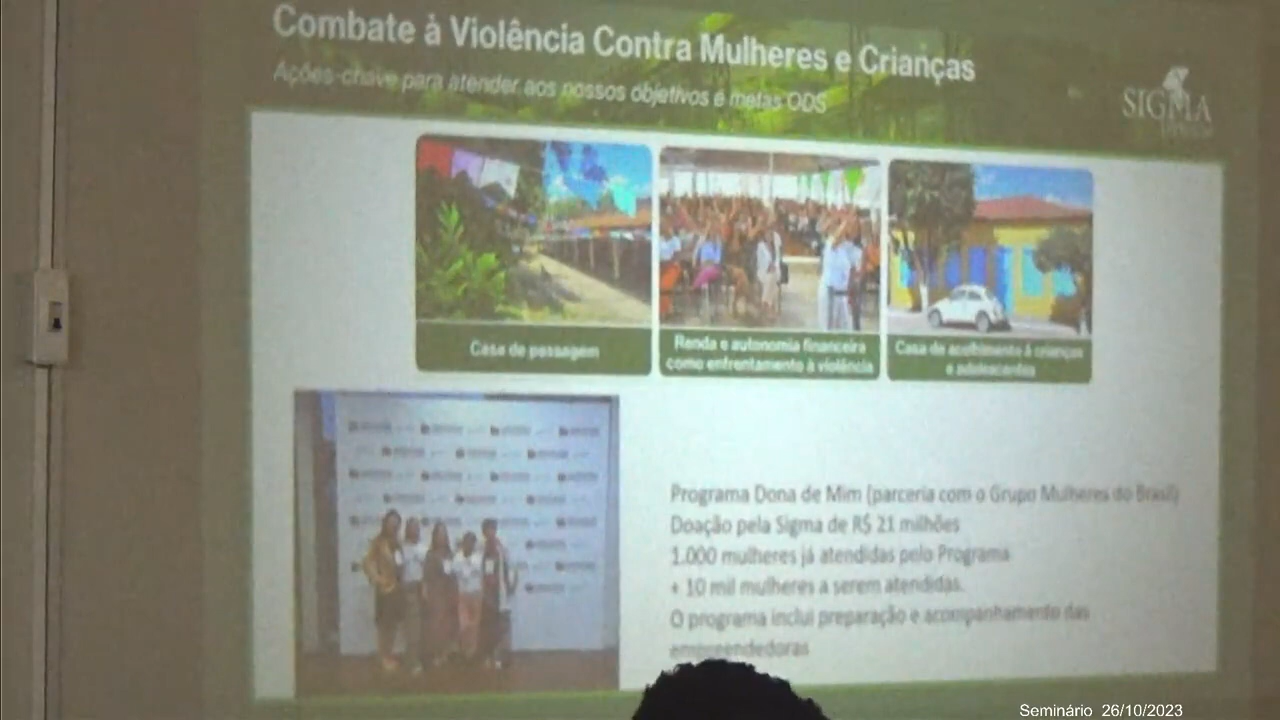 Combate à Violência Contra Mulheres e Crianças
Ações-chave para atender aos nossos objetivos e metas ODS
SIGMA
Casa de passagem
Renda e autonomia financeira
como enfrentamento à violência
Casa de acolhimento à crianças
e adolescentes
Programa Dona de Mim (parceria com o Grupo Mulheres do Brasil)
Doação pela Sigma de R$ 21 milhões
1.000 mulheres já atendidas pelo Programa
+ 10 mil mulheres a serem atendidas.
O programa inclui preparação e acompanhamento das
empreendedoras
Seminário 26/10/2023